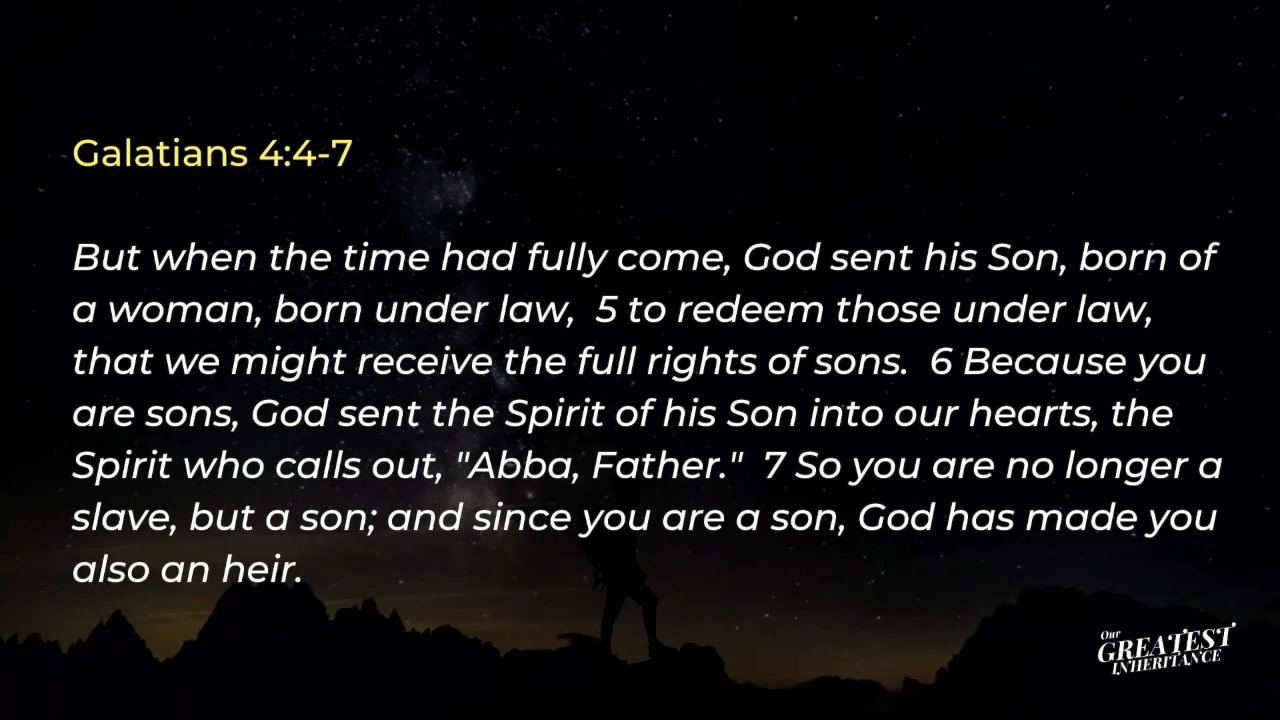 Galatians 4:4-7
But when the time had fully come, God sent his Son, born of
a woman, born under law,  5 to redeem those under law,
that we might receive the full rights of sons.  6 Because you
are sons, God sent the Spirit of his Son into our hearts, the
Spirit who calls out, "Abba, Father."  7 So you are no longer a
slave, but a son; and since you are a son, God has made you
also an heir.
Our
GREATEST
INHERITANCE